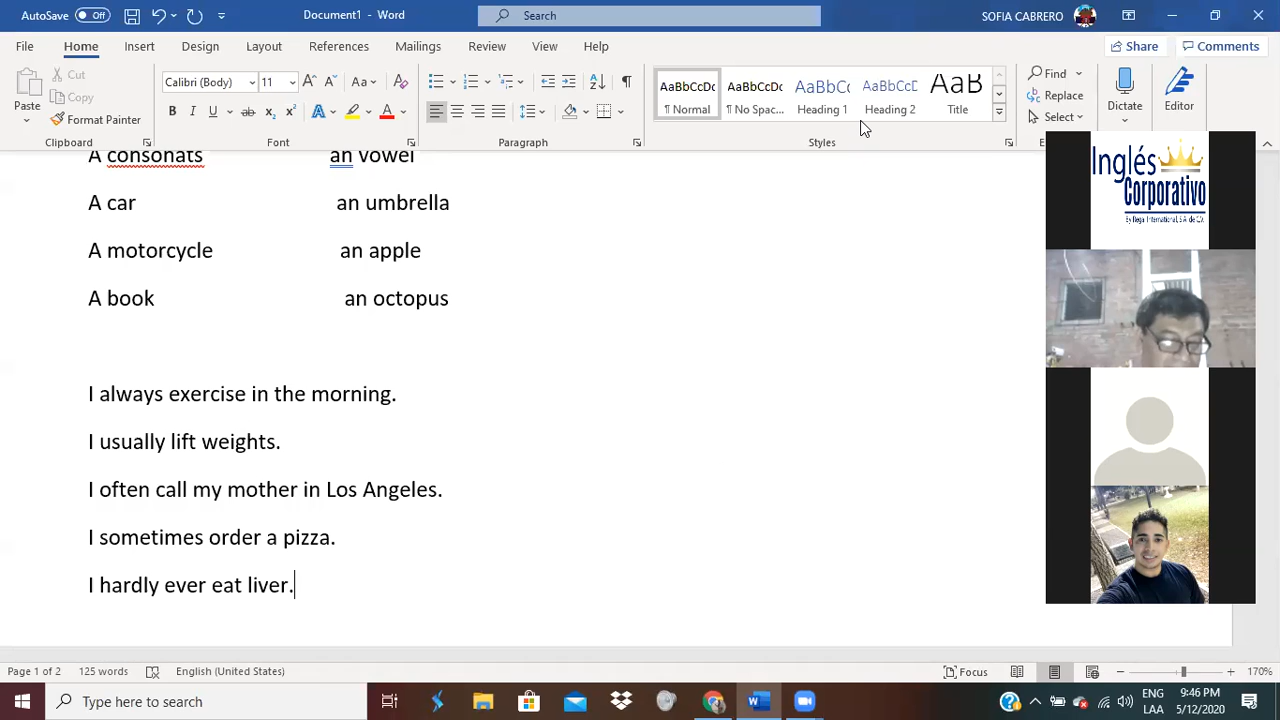 AutoSave Off Document1 - Word Search SOFIA CABRERO
File Home Insert Design Layout References Mailings Review View Help Share Comments
Paste Cut Copy Format Painter Clipboard
Calibri (Body) 11 Font
Paragraph
AaBbCcDc AaBbCcDc AaBbCc AaBbCcE AaB
¶ Normal ¶ No Spac... Heading 1 Heading 2 Title
Styles
Find Replace Select
Dictate
Editor
A consonats an vowel
A car an umbrella
A motorcycle an apple
A book an octopus
I always exercise in the morning.
I usually lift weights.
I often call my mother in Los Angeles.
I sometimes order a pizza.
I hardly ever eat liver.
Inglés
Corporativo
by Regal International, S.A. de C.V.
Page 1 of 2 125 words English (United States) Focus 170%
Type here to search
ENG 9:46 PM
LAA 5/12/2020